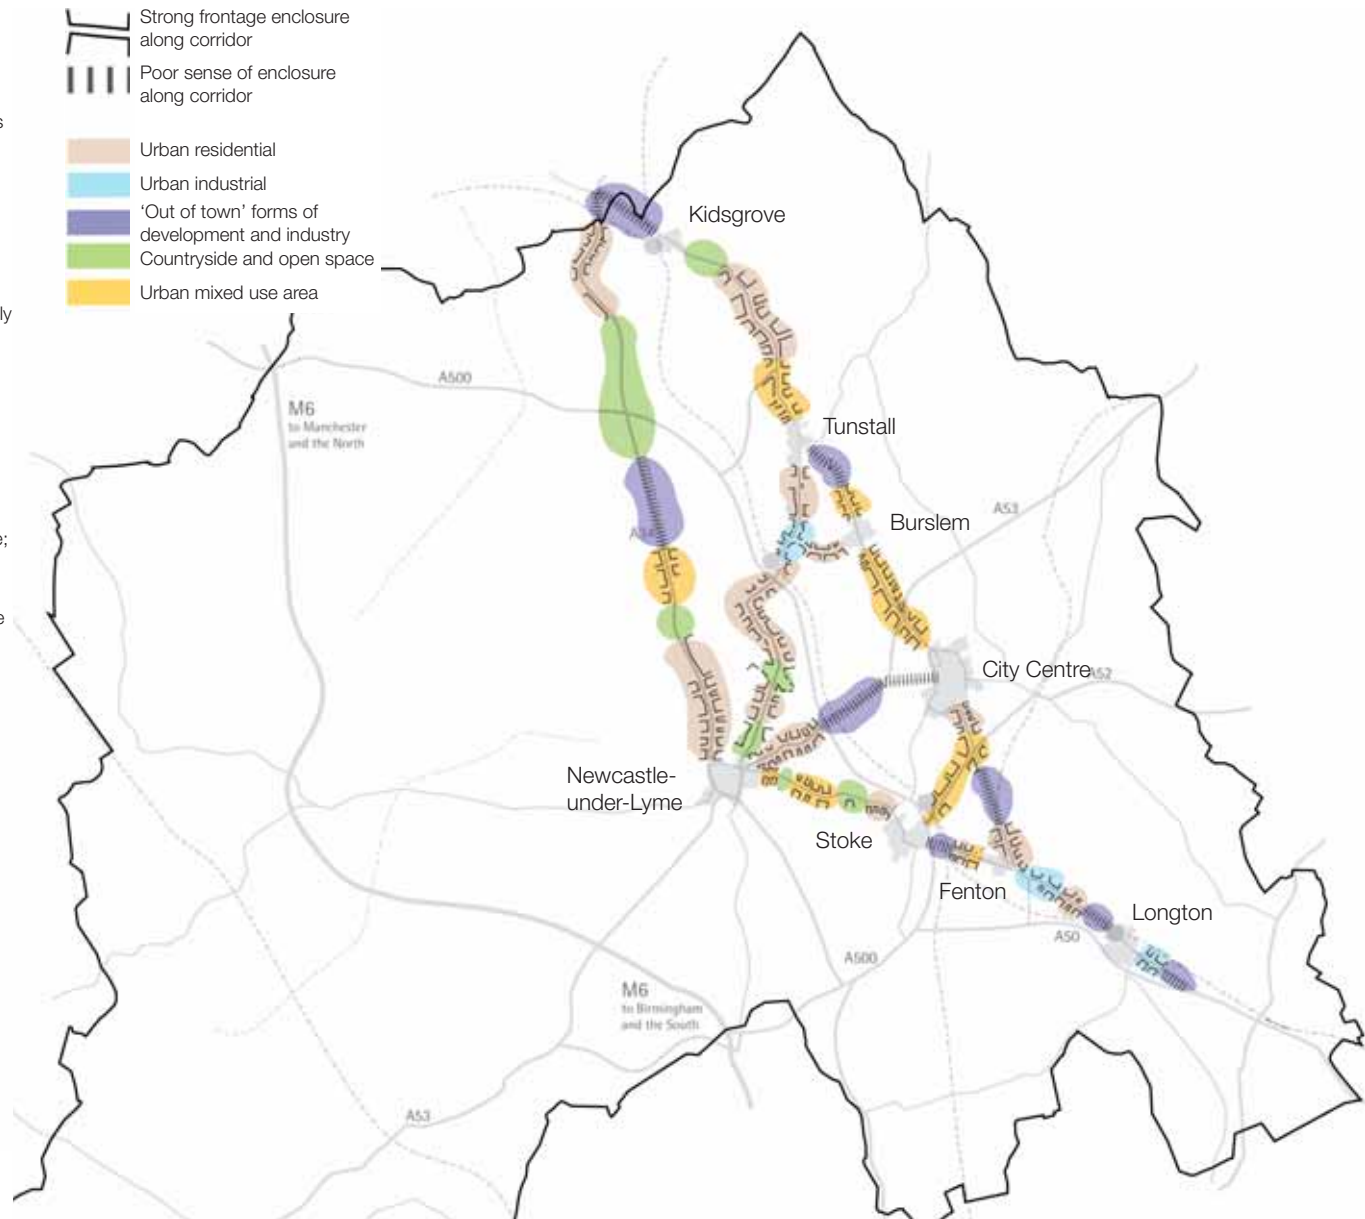 Strong frontage enclosure
along corridor
Poor sense of enclosure
along corridor
s
Urban residential
Urban industrial
‘Out of town’ forms of
development and industry
Countryside and open space
Urban mixed use area
ly
e;
e
Kidsgrove
A500
M6
to Manchester
and the North
Tunstall
A53
Burslem
A34
City Centre
A52
Newcastle-
under-Lyme
Stoke
Fenton
Longton
A50
A500
M6
to Birmingham
and the South
A53